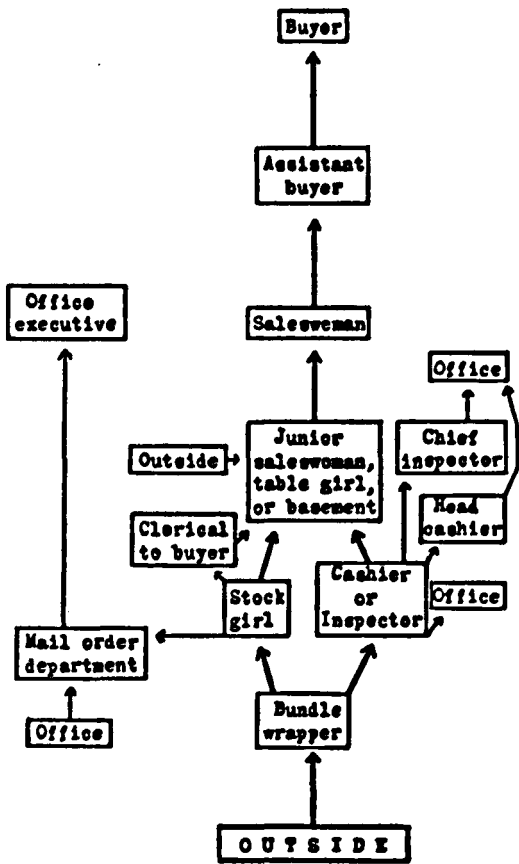 Buyer
Assistant
buyer
Office
executive
Saleswoman
Office
Outside
Junior
saleswoman,
table girl,
or basement
Chief
inspector
Clerical
to buyer
Head
cashier
Stock
girl
Cashier
or
Inspector
Office
Mail order
department
Office
Bundle
wrapper
OUTSIDE